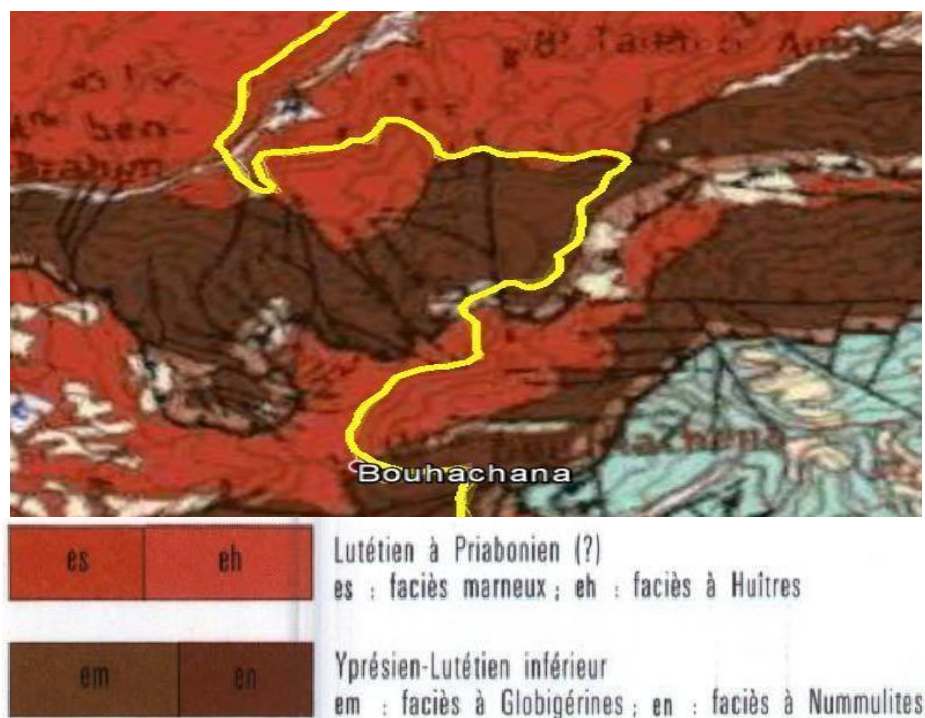 ben-
Bouhachana
es eh
Lutétien à Priabonien (?)
es : faciès marneux ; eh : faciès à Huîtres
em en
Yprésien-Lutétien inférieur
em : faciès à Globigérines ; en : faciès à Nummulites